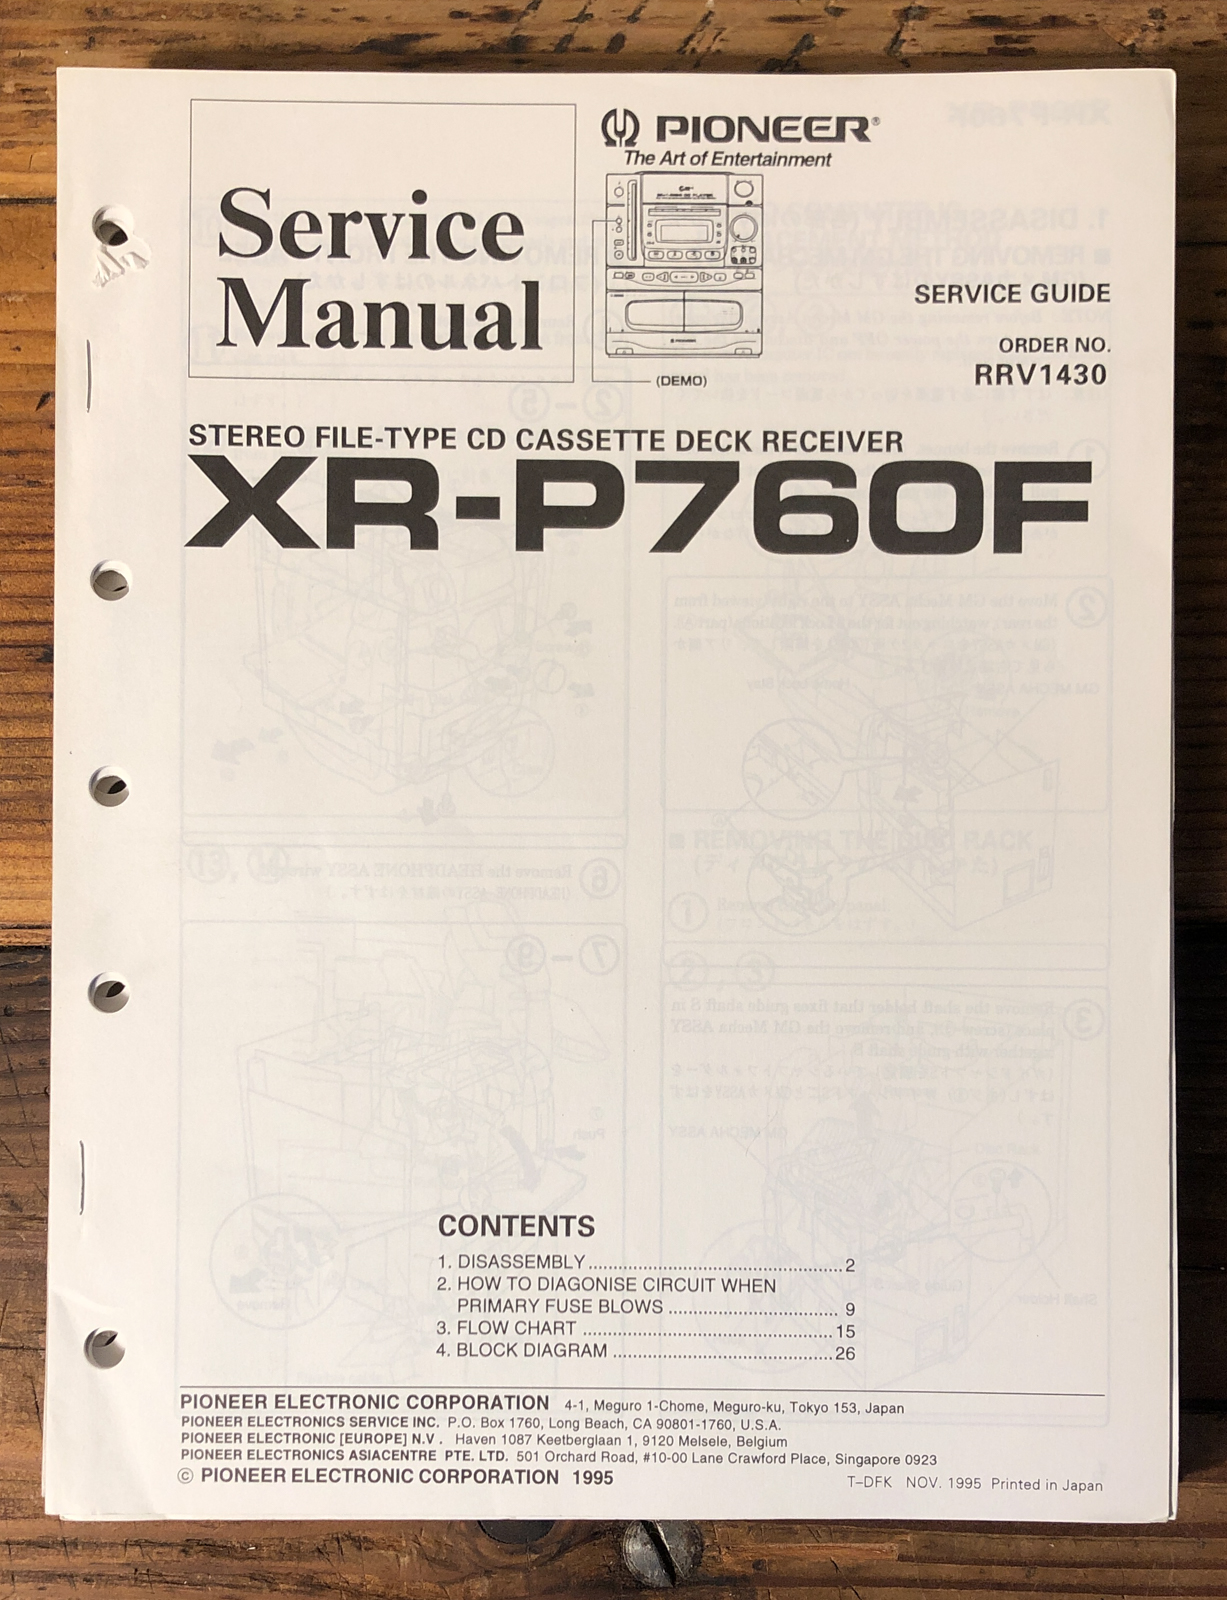 Service
Manual
PIONEER®
The Art of Entertainment
(DEMO)
SERVICE GUIDE
ORDER NO.
RRV1430
STEREO FILE-TYPE CD CASSETTE DECK RECEIVER
XR-P760F
CONTENTS
1. DISASSEMBLY ................................................ 2
2. HOW TO DIAGONISE CIRCUIT WHEN
PRIMARY FUSE BLOWS ................................ 9
3. FLOW CHART ................................................ 15
4. BLOCK DIAGRAM .......................................... 26
PIONEER ELECTRONIC CORPORATION 4-1, Meguro 1-Chome, Meguro-ku, Tokyo 153, Japan
PIONEER ELECTRONICS SERVICE INC. P.O. Box 1760, Long Beach, CA 90801-1760, U.S.A.
PIONEER ELECTRONIC [EUROPE] N.V. Haven 1087 Keetberglaan 1, 9120 Melsele, Belgium
PIONEER ELECTRONICS ASIACENTRE PTE. LTD. 501 Orchard Road, #10-00 Lane Crawford Place, Singapore 0923
© PIONEER ELECTRONIC CORPORATION 1995
T–DFK NOV. 1995 Printed in Japan